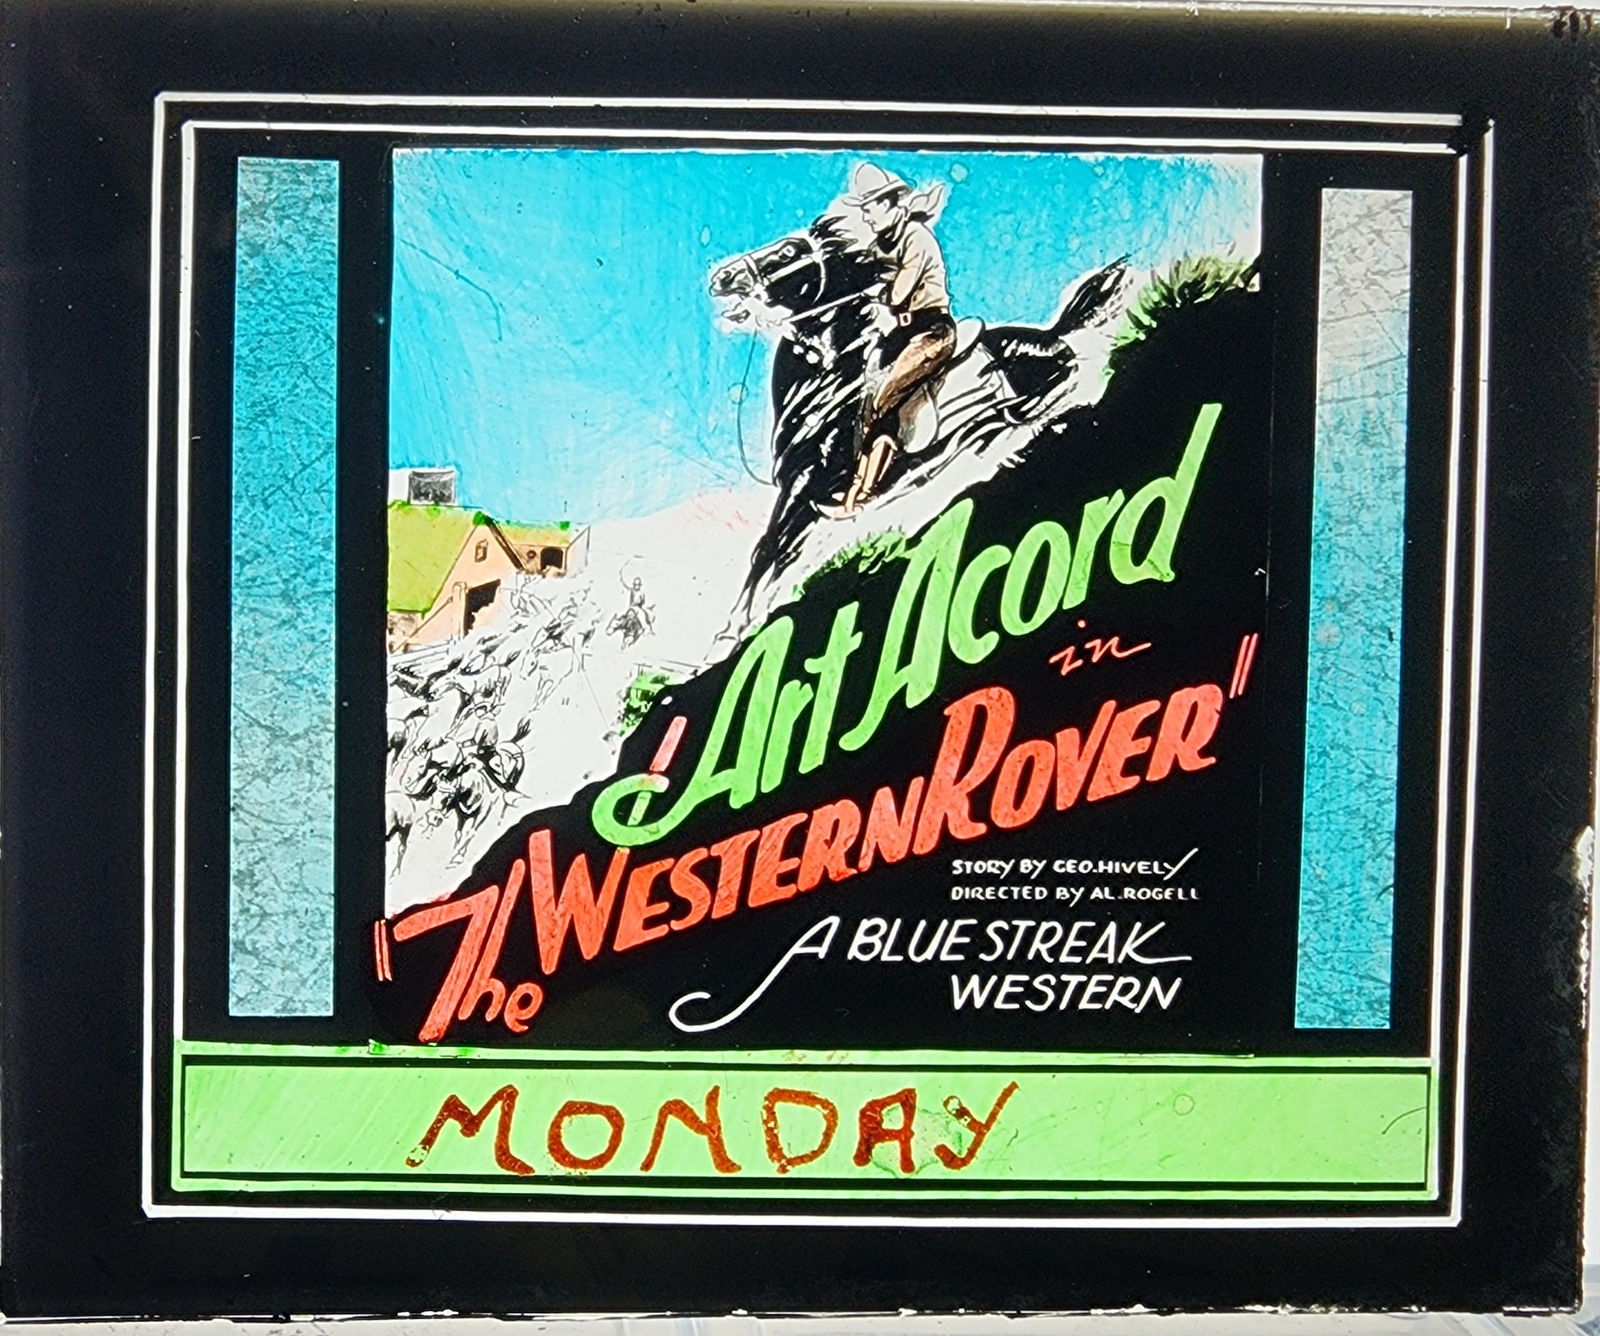 Art Acord
in
"The WESTERN ROVER"
STORY BY GEO. HIVELY
DIRECTED BY AL. ROGELL
A BLUE STREAK
WESTERN
MONDAY